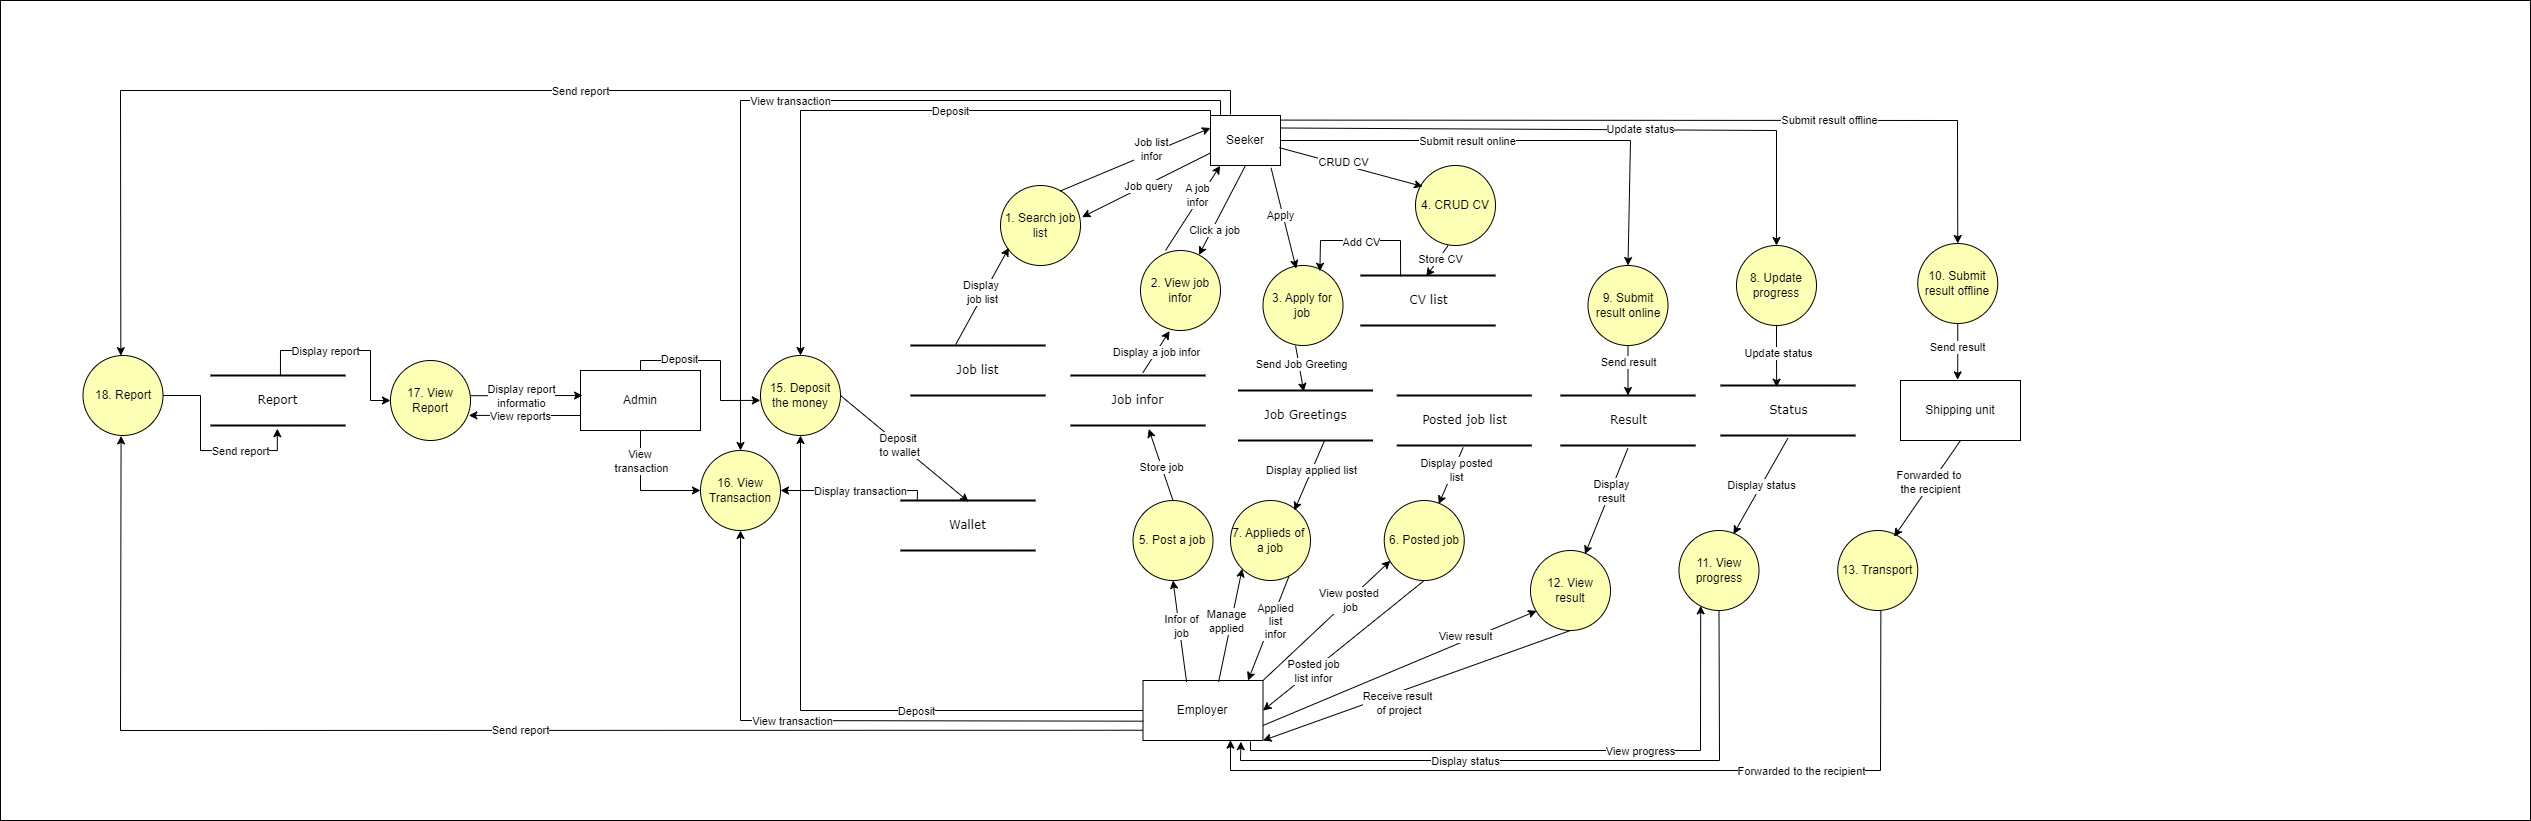 Send report
View transaction
Deposit
Submit result offline
Update status
Seeker
Submit result online
Job list
infor
CRUD CV
Job query
A job
infor
4. CRUD CV
1. Search job
list
Apply
Click a job
Add CV
Store CV
2. View job
infor
3. Apply for
job
CV list
9. Submit
result online
8. Update
progress
10. Submit
result offline
Display
job list
Display report
Deposit
Display a job infor
Send Job Greeting
Send result
Update status
Send result
18. Report
Report
17. View
Report
Display report
informatio
View reports
Admin
15. Deposit
the money
Job list
Job infor
Job Greetings
Posted job list
Result
Status
Shipping unit
Send report
View
transaction
Deposit
to wallet
Store job
Display applied list
Display posted
list
Display
result
Display status
Forwarded to
the recipient
16. View
Transaction
Display transaction
Wallet
5. Post a job
7. Applieds of
a job
6. Posted job
12. View
result
11. View
progress
13. Transport
Infor of
job
Manage
applied
Applied
list
infor
View posted
job
View result
Posted job
list infor
Receive result
of project
Employer
Deposit
View transaction
Send report
View progress
Display status
Forwarded to the recipient